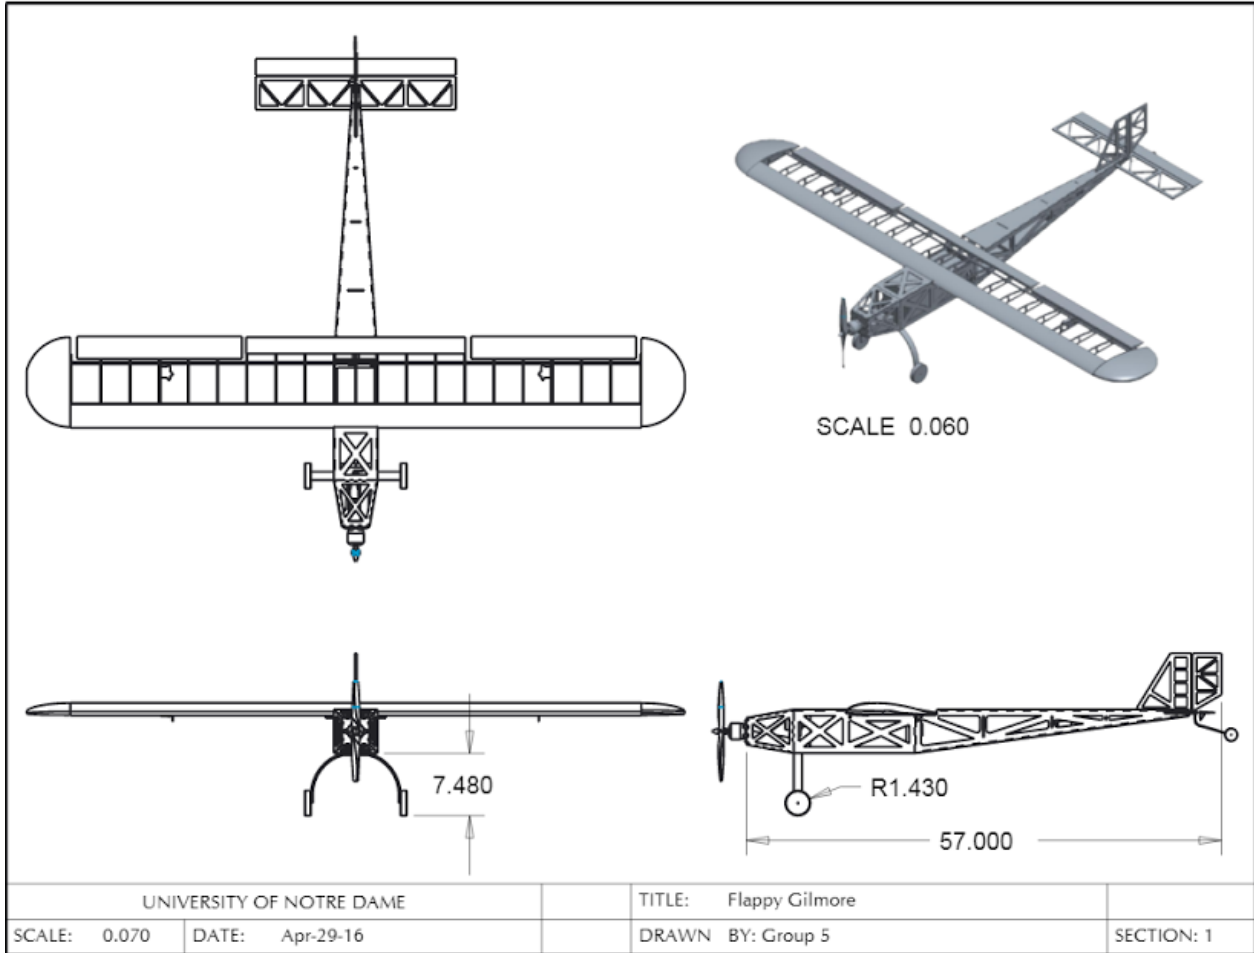 SCALE 0.060
7.480
R1.430
57.000
UNIVERSITY OF NOTRE DAME
TITLE: Flappy Gilmore
SCALE: 0.070 DATE: Apr-29-16 DRAWN BY: Group 5 SECTION: 1